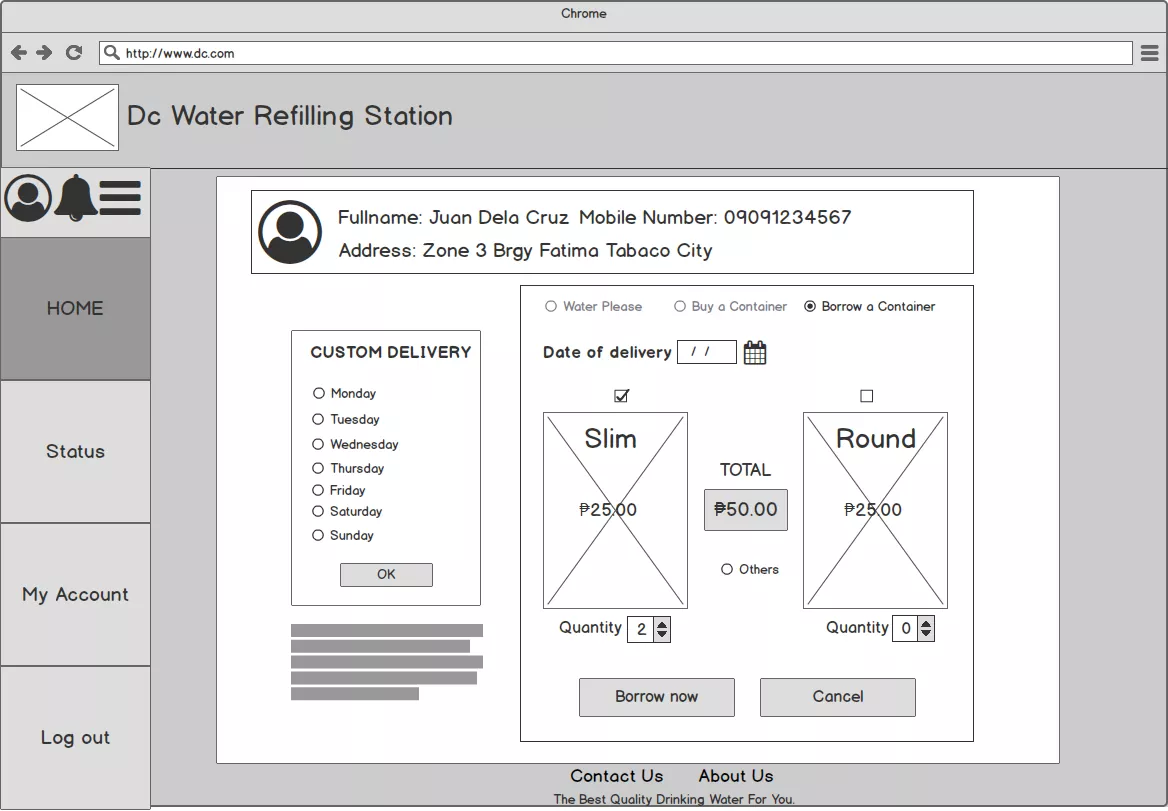 Chrome
http://www.dc.com
Dc Water Refilling Station
HOME
Status
My Account
Log out
Fullname: Juan Dela Cruz Mobile Number: 09091234567
Address: Zone 3 Brgy Fatima Tabaco City
CUSTOM DELIVERY
Monday
Tuesday
Wednesday
Thursday
Friday
Saturday
Sunday
OK
Water Please Buy a Container Borrow a Container
Date of delivery / /
Slim
₱25.00
Quantity 2
TOTAL
₱50.00
Others
Round
₱25.00
Quantity 0
Borrow now Cancel
Contact Us About Us
The Best Quality Drinking Water For You.